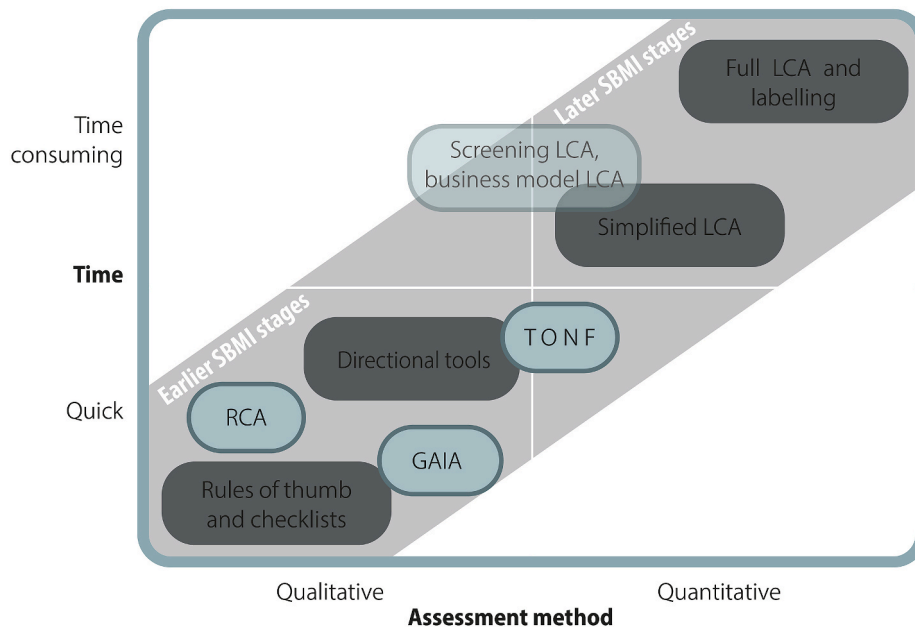 Later SBMI stages
Full LCA and
labelling
Time
consuming
Screening LCA,
business model LCA
Simplified LCA
Time
Earlier SBMI stages
TONF
Directional tools
Quick
RCA
GAIA
Rules of thumb
and checklists
Qualitative
Quantitative
Assessment method